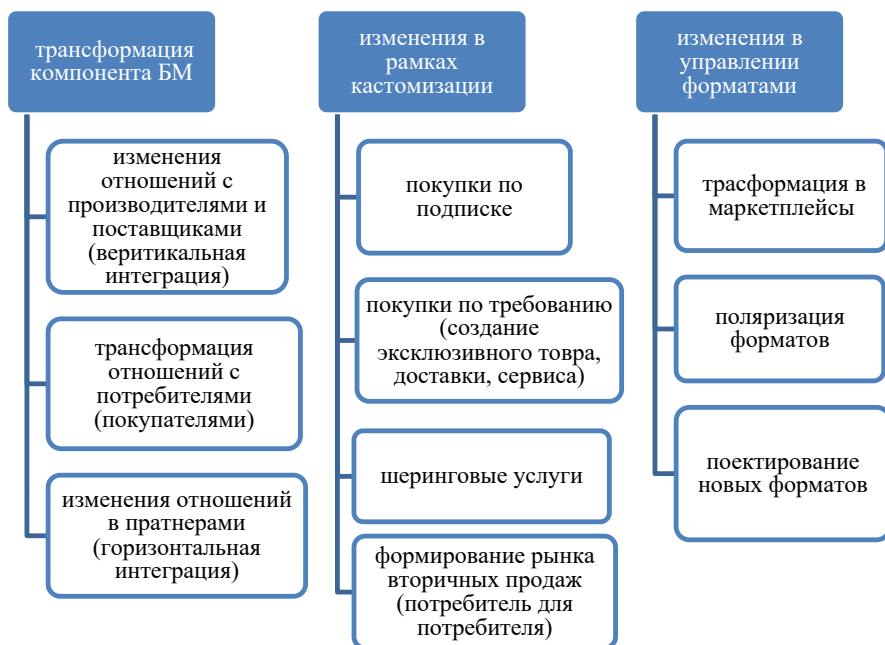 трансформация
компонента БМ
изменения
отношений с
производителями и
поставщиками
(веритикальная
интеграция)
трансформация
отношений с
потребителями
(покупателями)
изменения отношений
в пратнерами
(горизонтальная
интеграция)
изменения в
рамках
кастомизации
покупки по
подписке
покупки по требованию
(создание
эксклюзивного товра,
доставки, сервиса)
шеринговые услуги
формирование рынка
вторичных продаж
(потребитель для
потребителя)
изменения в
управлении
форматами
трасформация в
маркетплейсы
поляризация
форматов
поектирование
новых форматов